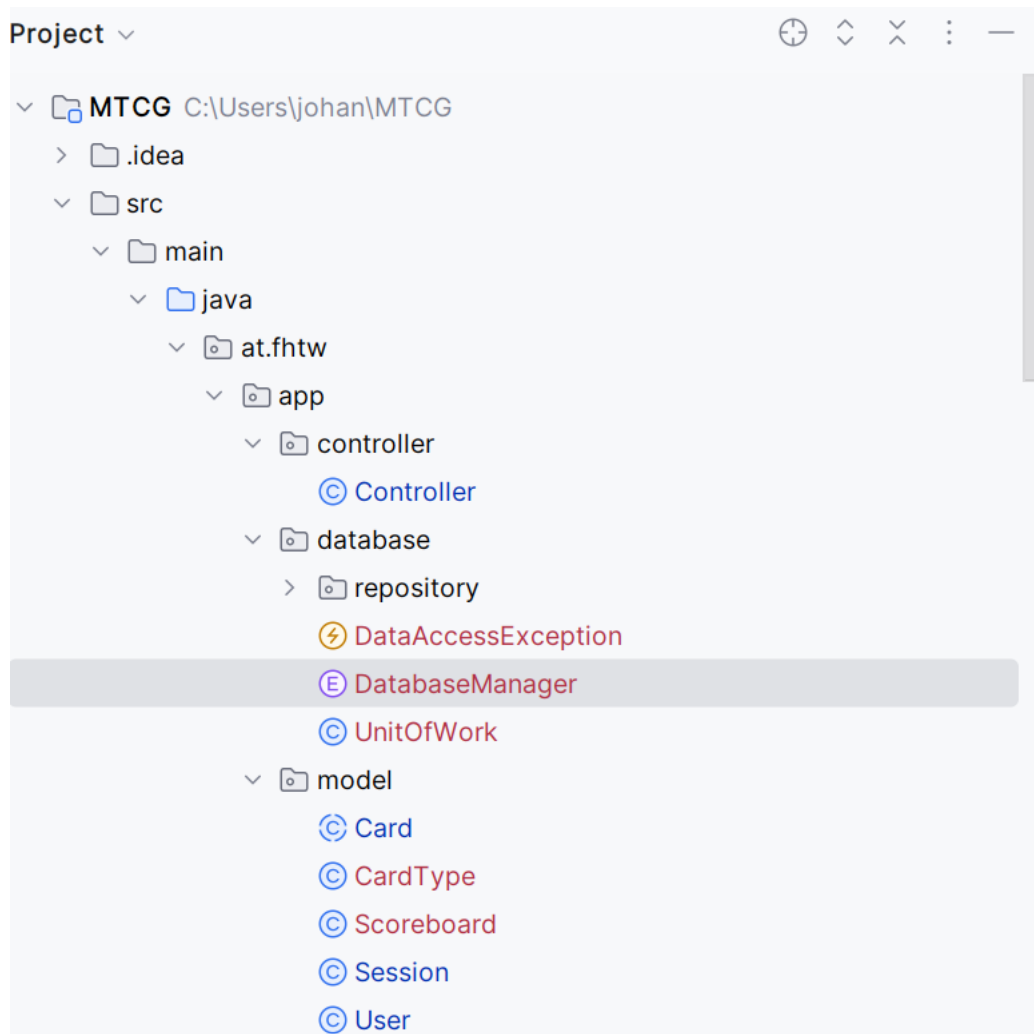 Project
MTCG C:\Users\johan\MTCG
.idea
src
main
java
at.fhtw
app
controller
C Controller
database
repository
DataAccessException
E DatabaseManager
C UnitOfWork
model
C Card
C CardType
C Scoreboard
C Session
C User